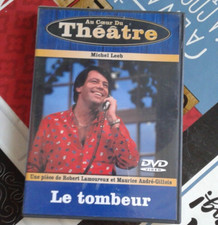 Au Cœur Du
Théâtre
Michel Leeb
DVD
VIDEO
Une pièce de Robert Lamoureux et Maurice André-Gillois
Le tombeur